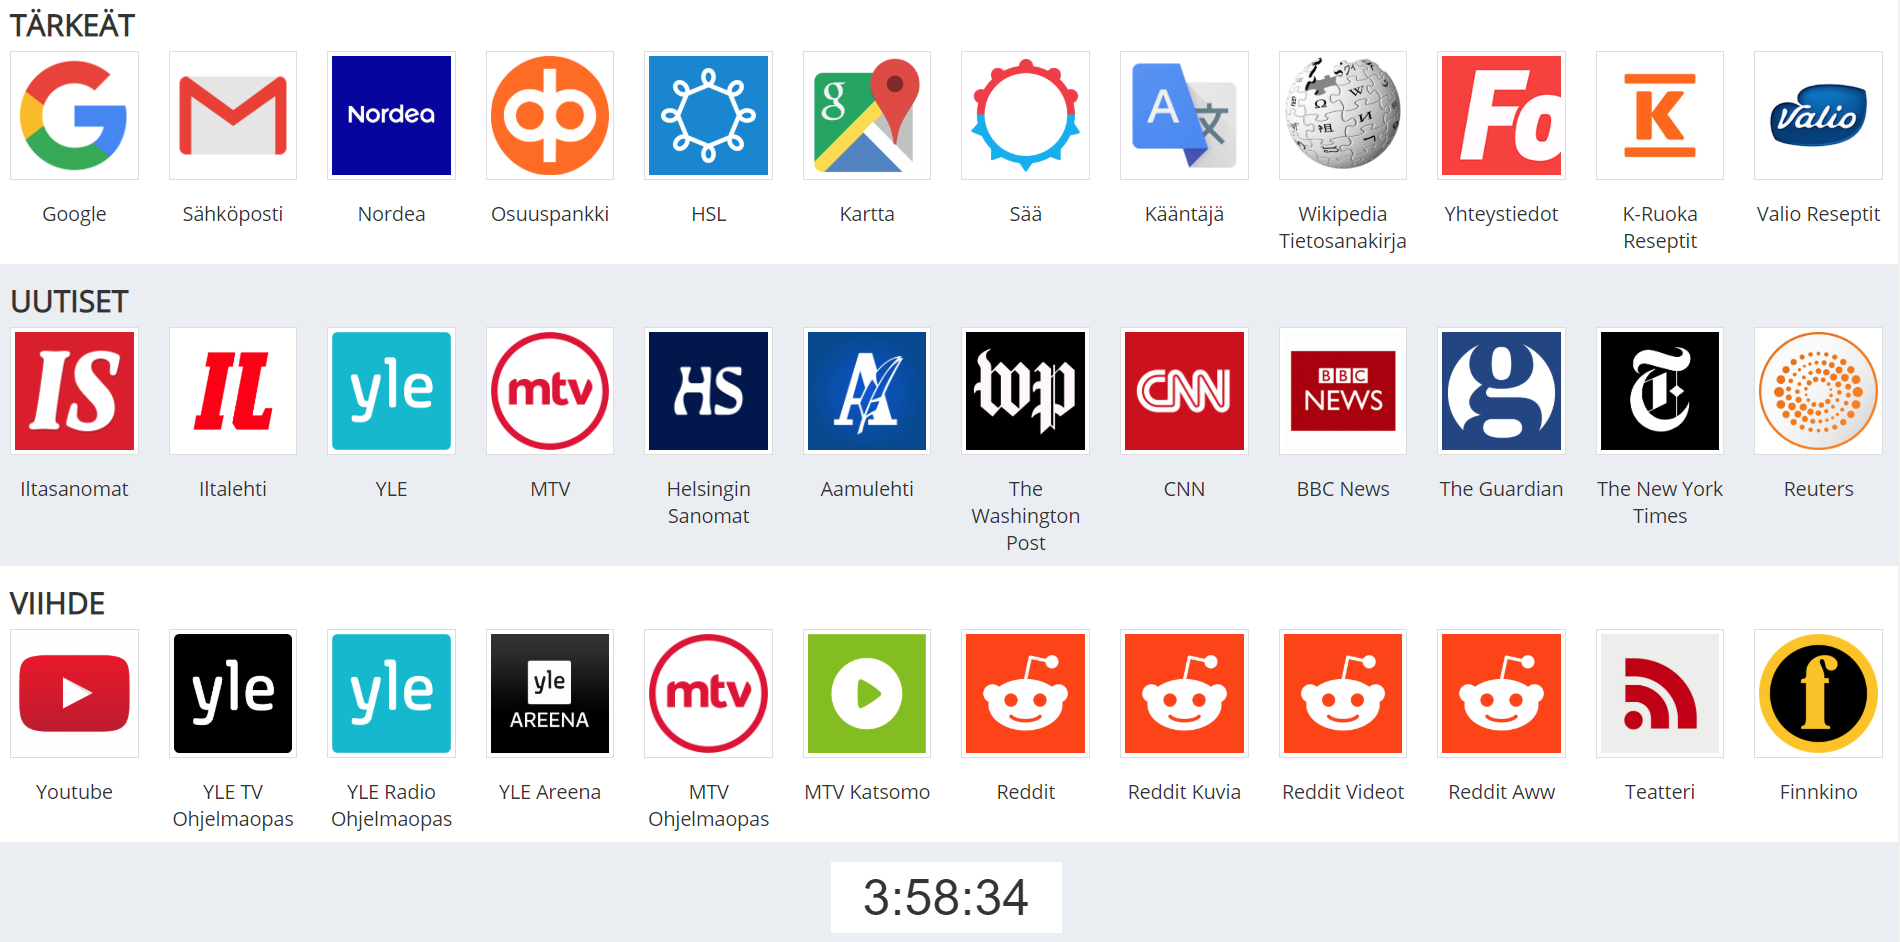 TÄRKEÄT
Nordea
g
A 文
Ω W И 祖
Fo
K
Valio
Google Sähköposti Nordea Osuuspankki HSL Kartta Sää Kääntäjä Wikipedia Yhteystiedot K-Ruoka Valio Reseptit
Tietosanakirja Reseptit
UUTISET
IS IL yle mtv HS A wp CNN BBC NEWS g T
Iltasanomat Iltalehti YLE MTV Helsingin Aamulehti The CNN BBC News The Guardian The New York Reuters
Sanomat Washington Times
Post
VIIHDE
yle yle yle AREENA mtv f
Youtube YLE TV YLE Radio YLE Areena MTV MTV Katsomo Reddit Reddit Kuvia Reddit Videot Reddit Aww Teatteri Finnkino
Ohjelmaopas Ohjelmaopas Ohjelmaopas
3:58:34